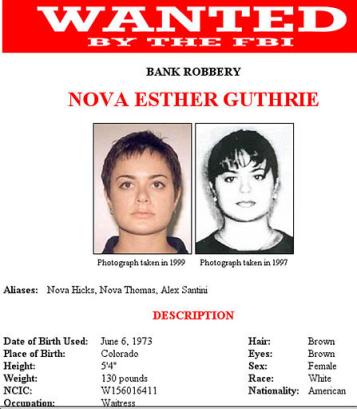 WANTED
BY THE FBI
BANK ROBBERY
NOVA ESTHER GUTHRIE
Photograph taken in 1999 Photograph taken in 1997
Aliases: Nova Hicks, Nova Thomas, Alex Santini
DESCRIPTION
Date of Birth Used: June 6, 1973 Hair: Brown
Place of Birth: Colorado Eyes: Brown
Height: 5'4" Sex: Female
Weight: 130 pounds Race: White
NCIC: W156016411 Nationality: American
Occupation: Waitress